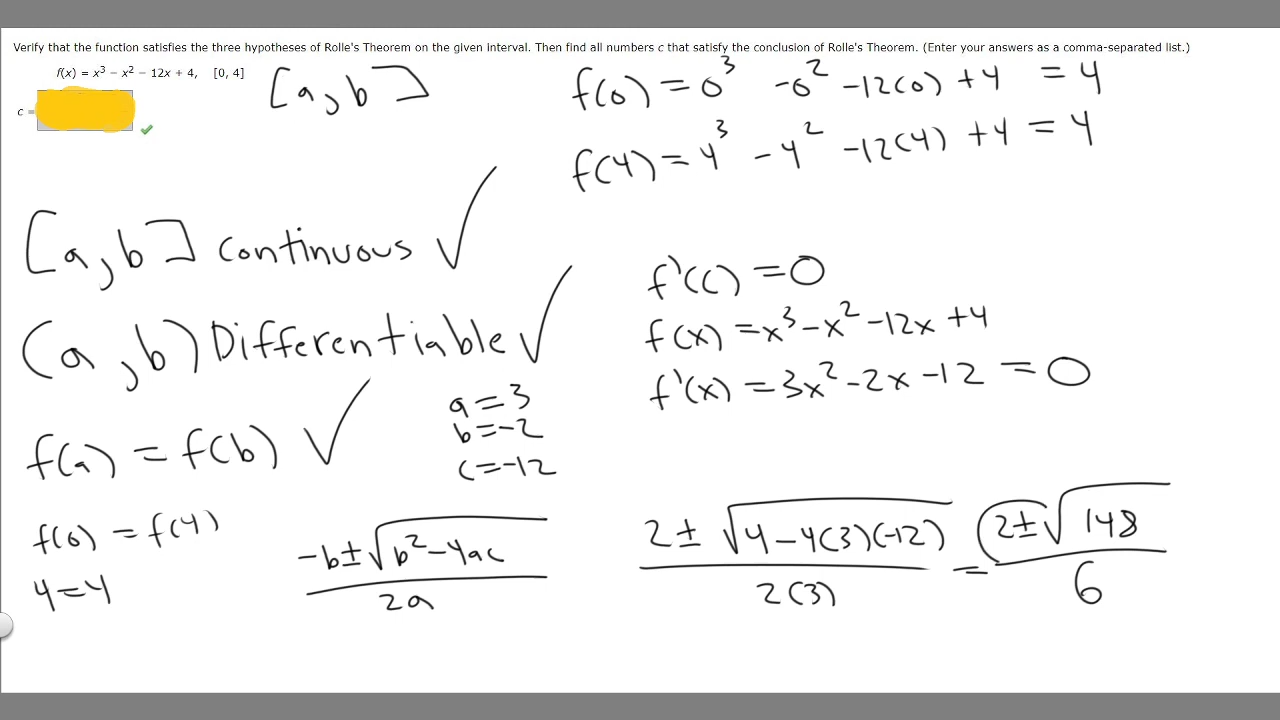 Verify that the function satisfies the three hypotheses of Rolle's Theorem on the given interval. Then find all numbers c that satisfy the conclusion of Rolle's Theorem. (Enter your answers as a comma-separated list.)
f(x) = x³ − x² − 12x + 4, [0, 4]
c =
[a,b]
f(0) = 0³ -0² -12(0) +4 = 4
f(4) = 4³ - 4² -12(4) +4 = 4
[a,b] continuous ✓
(a,b) Differentiable ✓
f(a) = f(b) ✓
f(0) = f(4)
4=4
f'(c) =0
f(x) =x³-x²-12x +4
f'(x) =3x²-2x -12 =0
a=3
b=-2
c=-12
-b±√b²-4ac
2a
2± √4-4(3)(-12) = 2±√148
2(3) 6